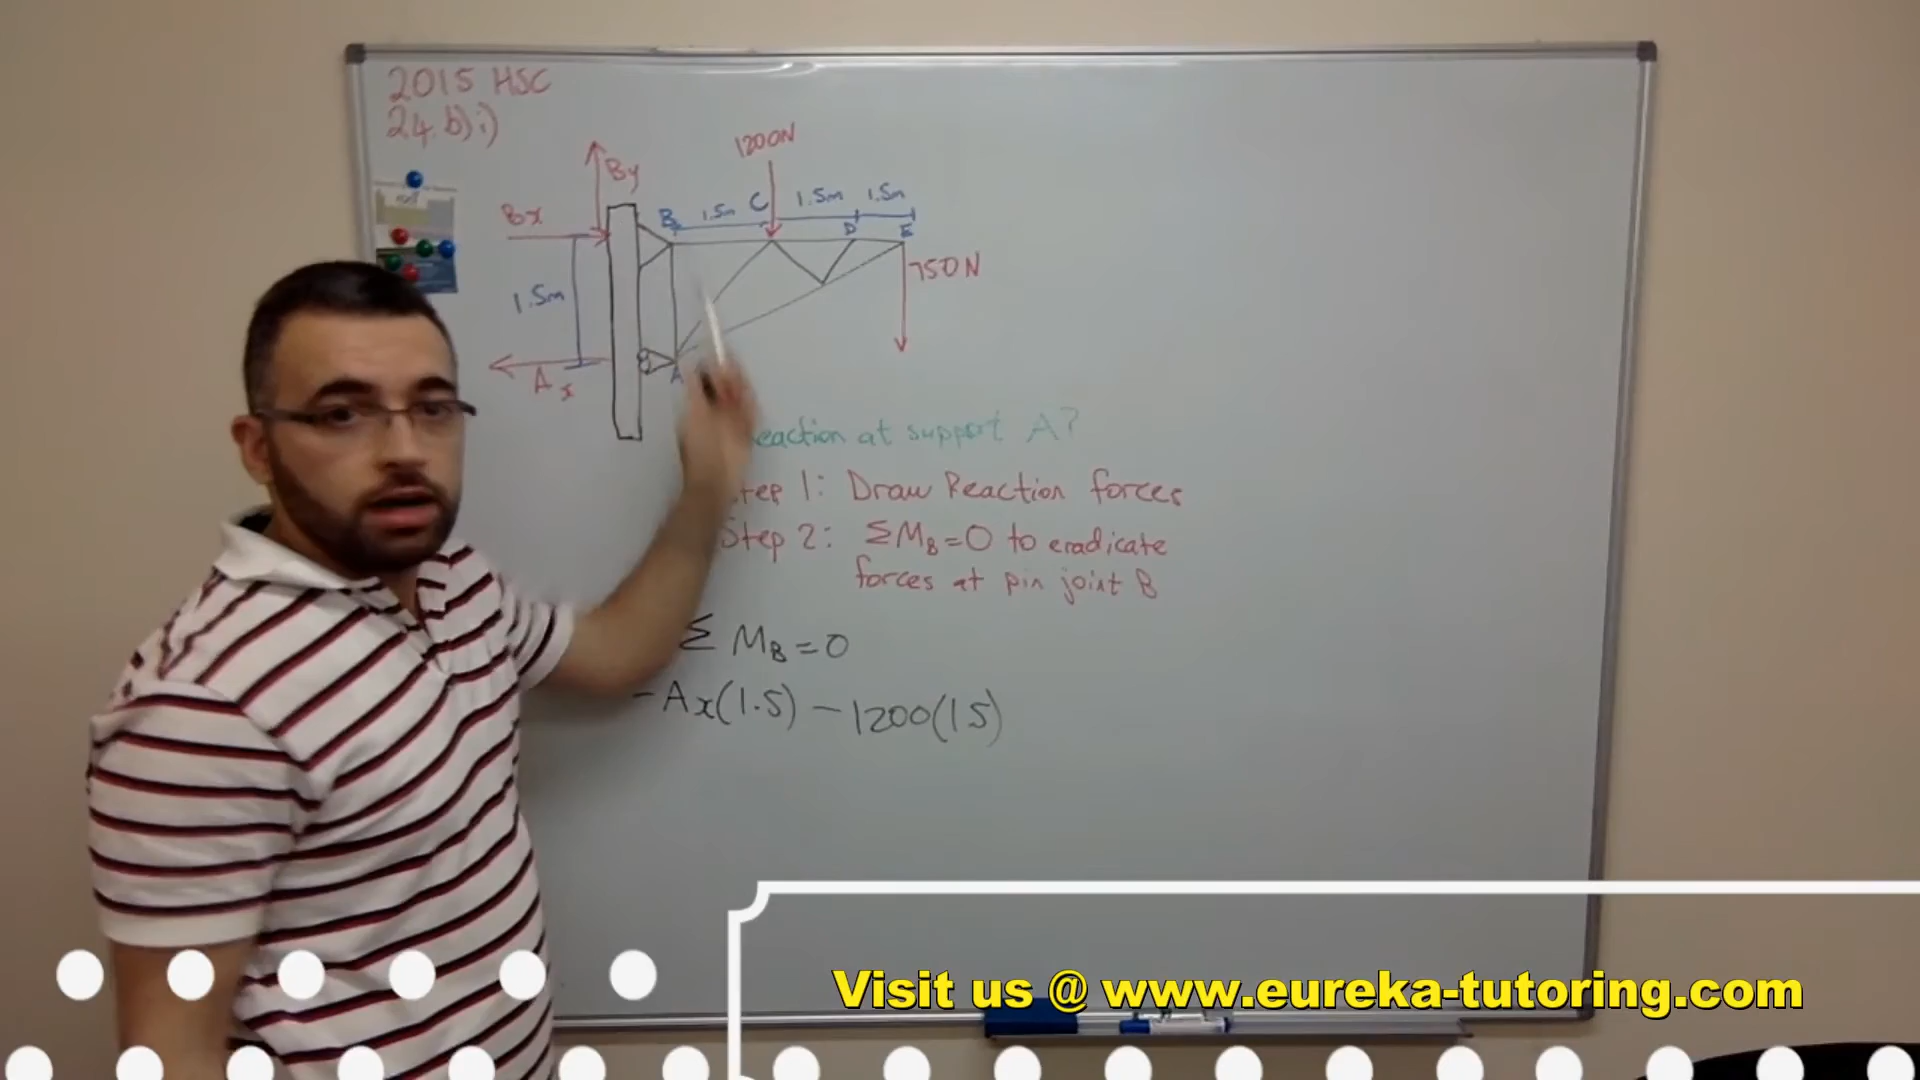 2015 HSC
24. b) i)
1200N
By
Bx
B
1.5m
C
1.5m
1.5m
D
E
750N
1.5m
Ax
A
eaction at support A?
tep 1: Draw Reaction forces
Step 2: ΣM_B=0 to eradicate
forces at pin joint B
Σ M_B=0
-Ax(1.5) - 1200(1.5)
Visit us @ www.eureka-tutoring.com